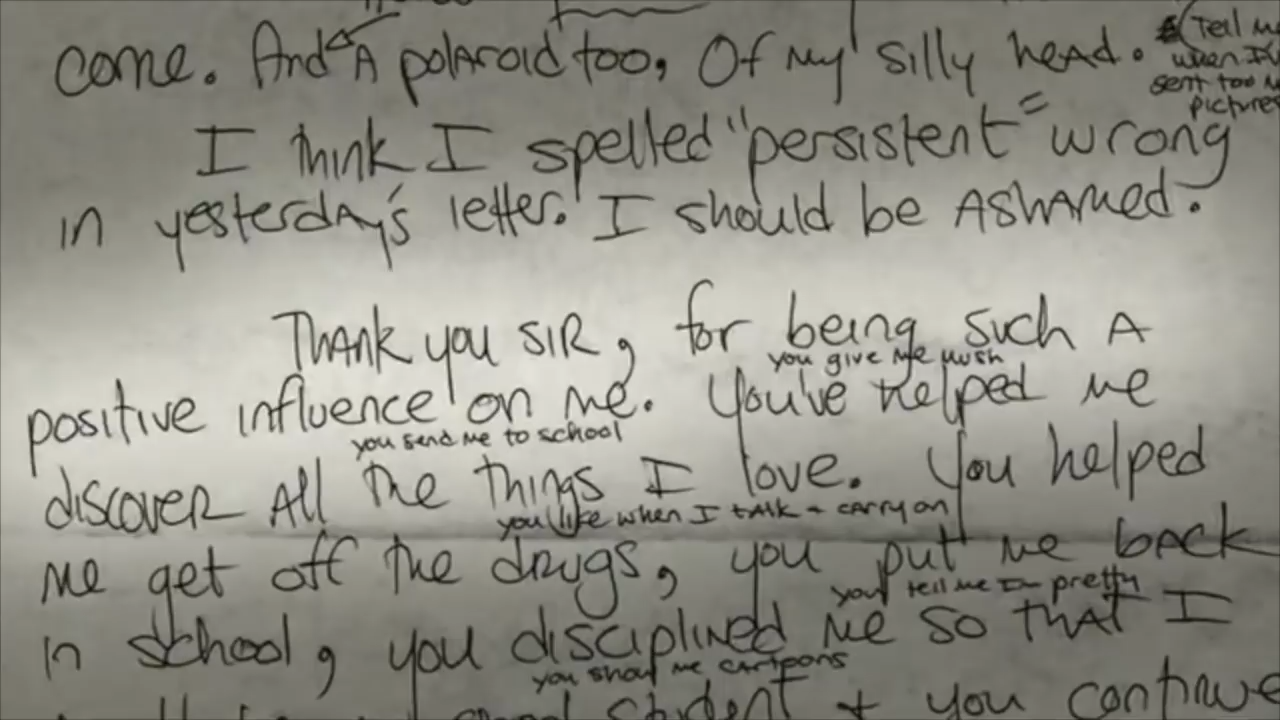 come. And A polaroid too, Of my silly head. (Tell me
when I'v
sent too m
pictures
I think I spelled "persistent" wrong
in yesterday's letter. I should be AshAmed.
ThAnk you SIR, for being such A
you give me mush
positive influence on me. You've helped me
you send me to school
discover All the things I love. You helped
you like when I tAlk + cArry on
me get off the drugs, you put me back
you tell me Im pretty
in school, you disciplined me so thAt I
you show me cartoons
student + you continue